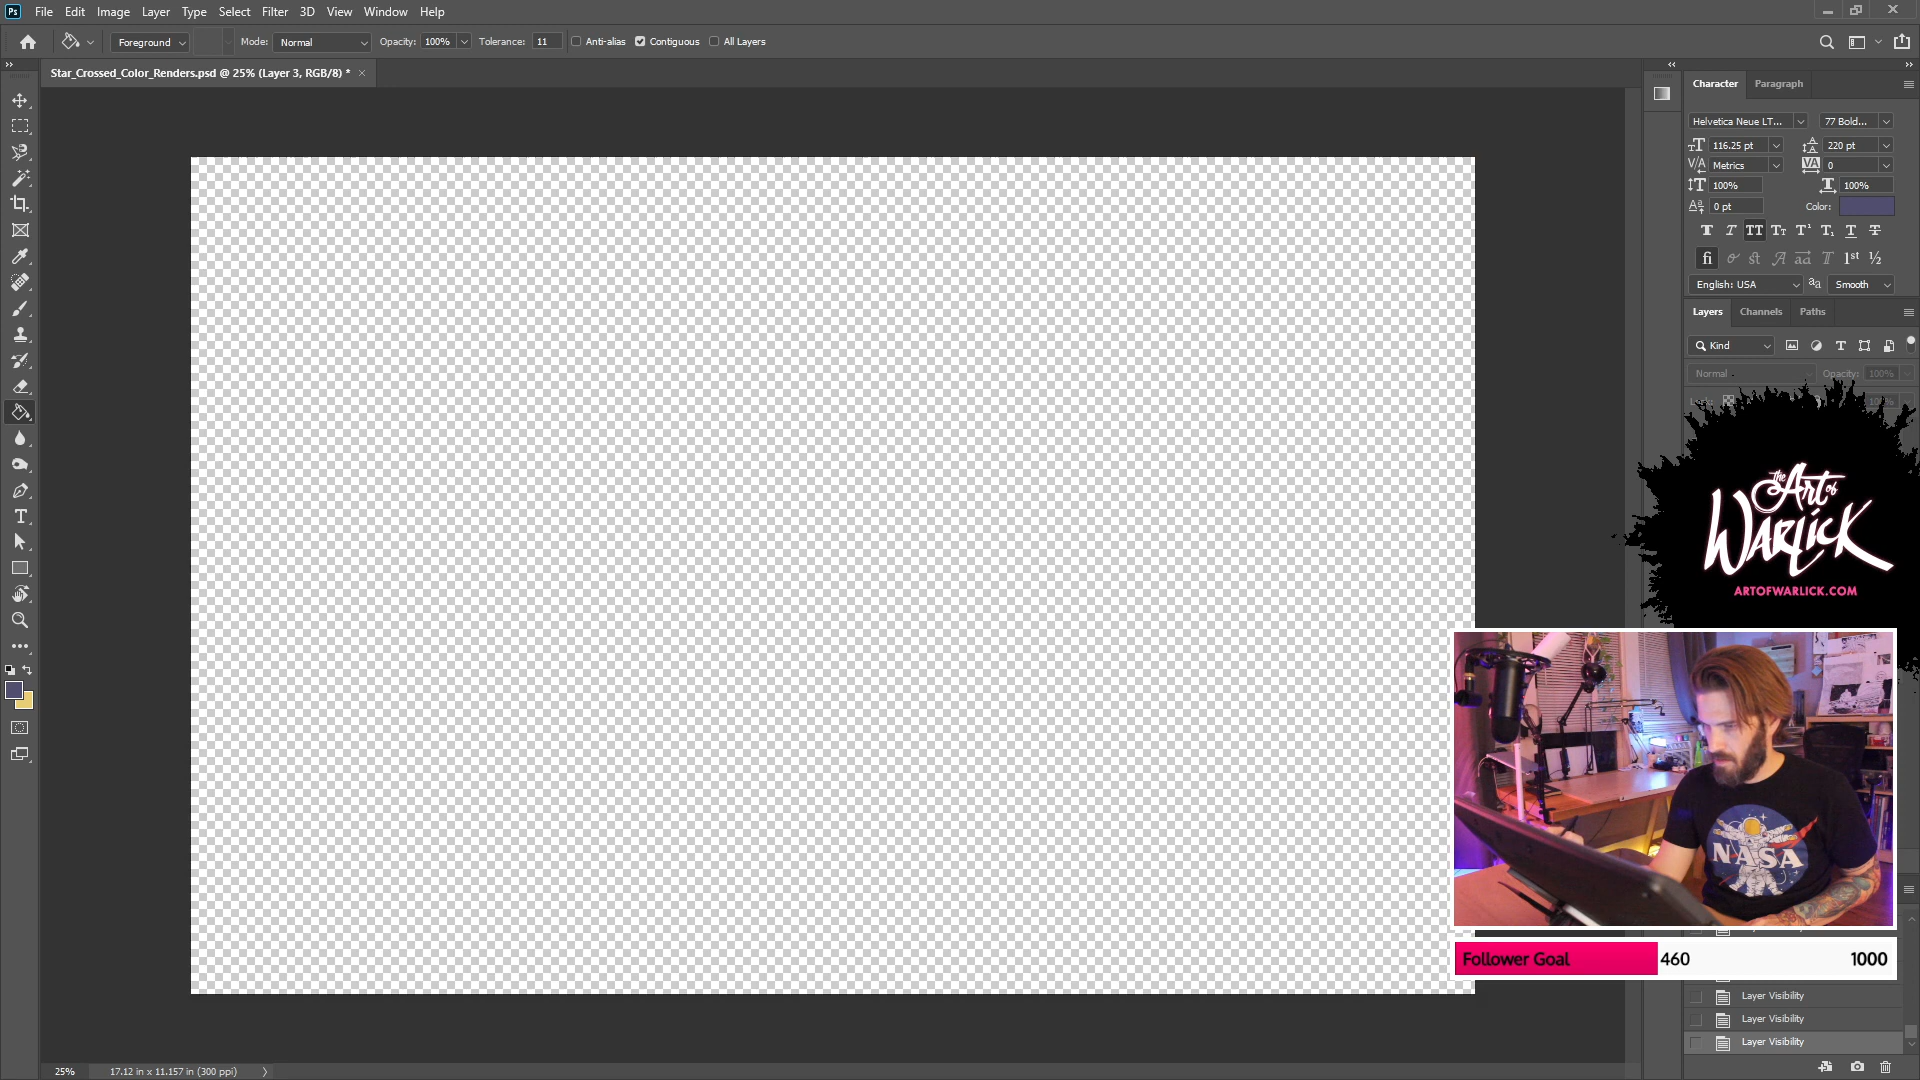 Ps File Edit Image Layer Type Select Filter 3D View Window Help
Foreground Mode: Normal Opacity: 100% Tolerance: 11 Anti-alias Contiguous All Layers
Star_Crossed_Color_Renders.psd @ 25% (Layer 3, RGB/8) *
Character Paragraph
Helvetica Neue LT... 77 Bold...
116.25 pt 220 pt
Metrics 0
100% 100%
0 pt Color:
English: USA Smooth
Layers Channels Paths
Kind
Normal Opacity: 100%
the Art of
Warlick
ARTOFWARLICK.COM
NASA
Follower Goal 460 1000
Layer Visibility
Layer Visibility
Layer Visibility
25% 17.12 in x 11.157 in (300 ppi)